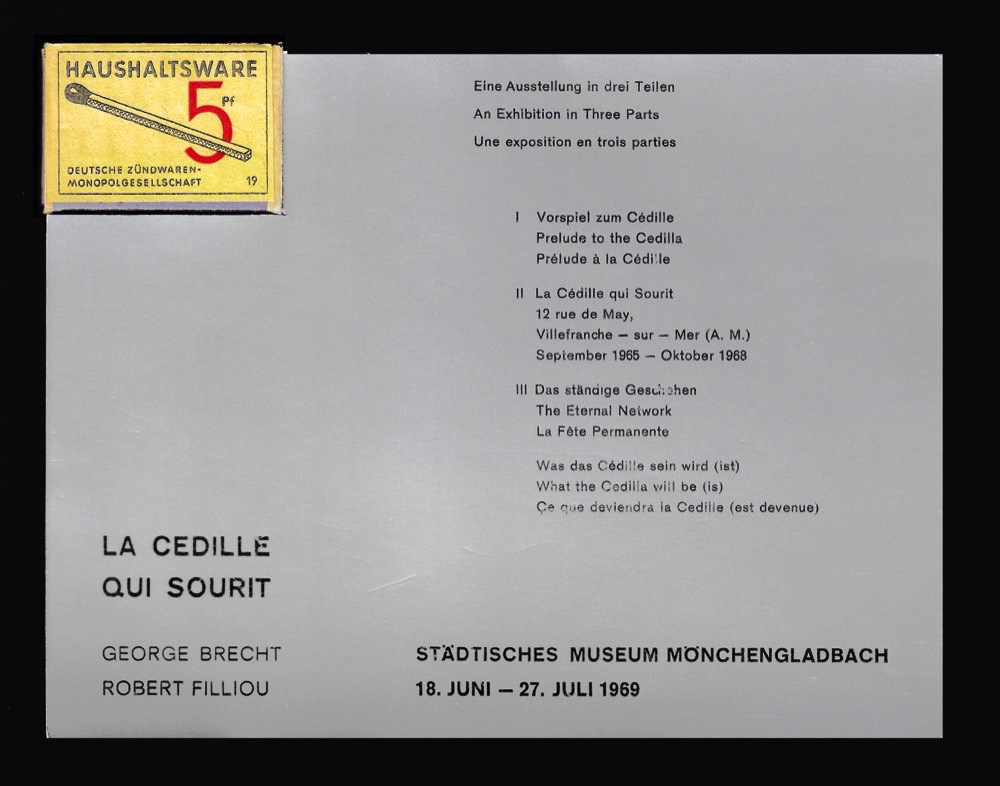 HAUSHALTSWARE
5 Pf
DEUTSCHE ZÜNDWAREN-
MONOPOLGESELLSCHAFT 19
Eine Ausstellung in drei Teilen
An Exhibition in Three Parts
Une exposition en trois parties
I Vorspiel zum Cédille
Prelude to the Cedilla
Prélude à la Cédille
II La Cédille qui Sourit
12 rue de May,
Villefranche — sur — Mer (A. M.)
September 1965 — Oktober 1968
III Das ständige Geschehen
The Eternal Network
La Fête Permanente
Was das Cédille sein wird (ist)
What the Cedilla will be (is)
Ce que deviendra la Cedille (est devenue)
LA CEDILLE
QUI SOURIT
GEORGE BRECHT
ROBERT FILLIOU
STÄDTISCHES MUSEUM MÖNCHENGLADBACH
18. JUNI — 27. JULI 1969